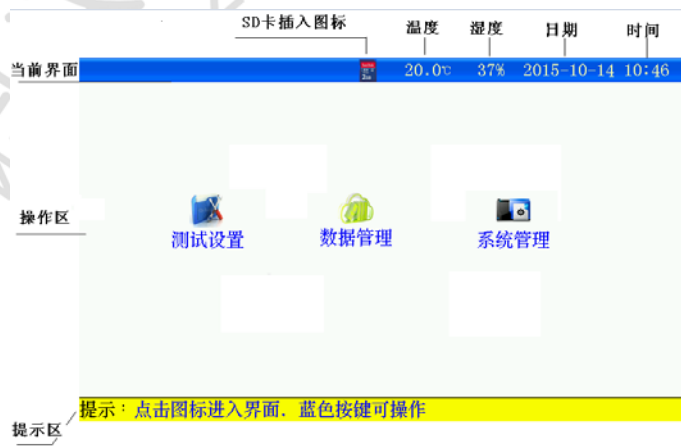 SD卡插入图标 温度 湿度 日期 时间
当前界面 20.0℃ 37% 2015-10-14 10:46
操作区
测试设置 数据管理 系统管理
提示：点击图标进入界面．蓝色按键可操作
提示区